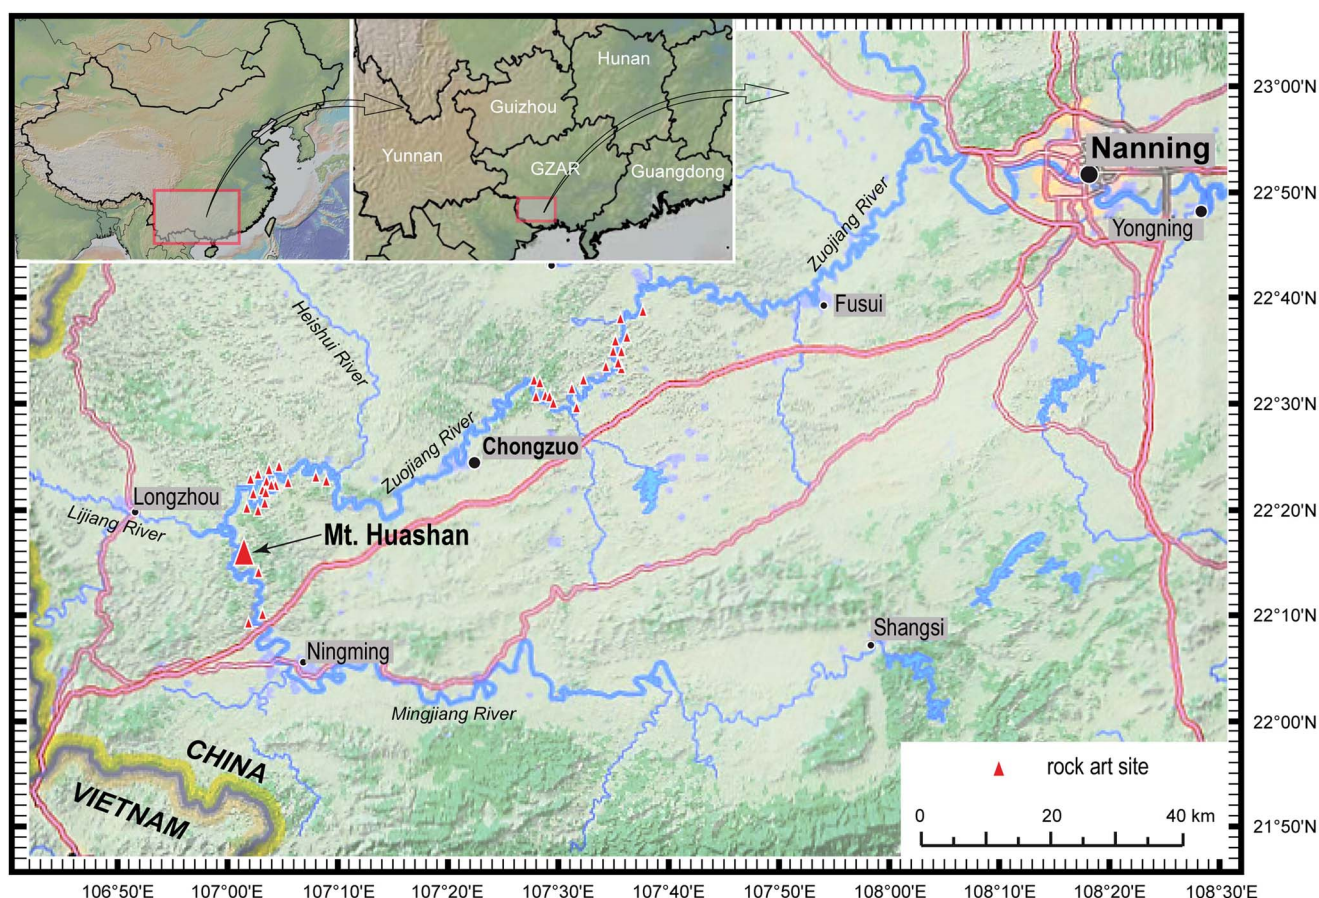 Hunan
Guizhou
Yunnan
GZAR
Guangdong
23°00'N
Nanning
22°50'N
Yongning
Zuojiang River
22°40'N
Fusui
Heishui River
22°30'N
Zuojiang River
Chongzuo
Longzhou
22°20'N
Lijiang River
Mt. Huashan
22°10'N
Shangsi
Ningming
Mingjiang River
22°00'N
CHINA
VIETNAM
rock art site
0 20 40 km
21°50'N
106°50'E 107°00'E 107°10'E 107°20'E 107°30'E 107°40'E 107°50'E 108°00'E 108°10'E 108°20'E 108°30'E